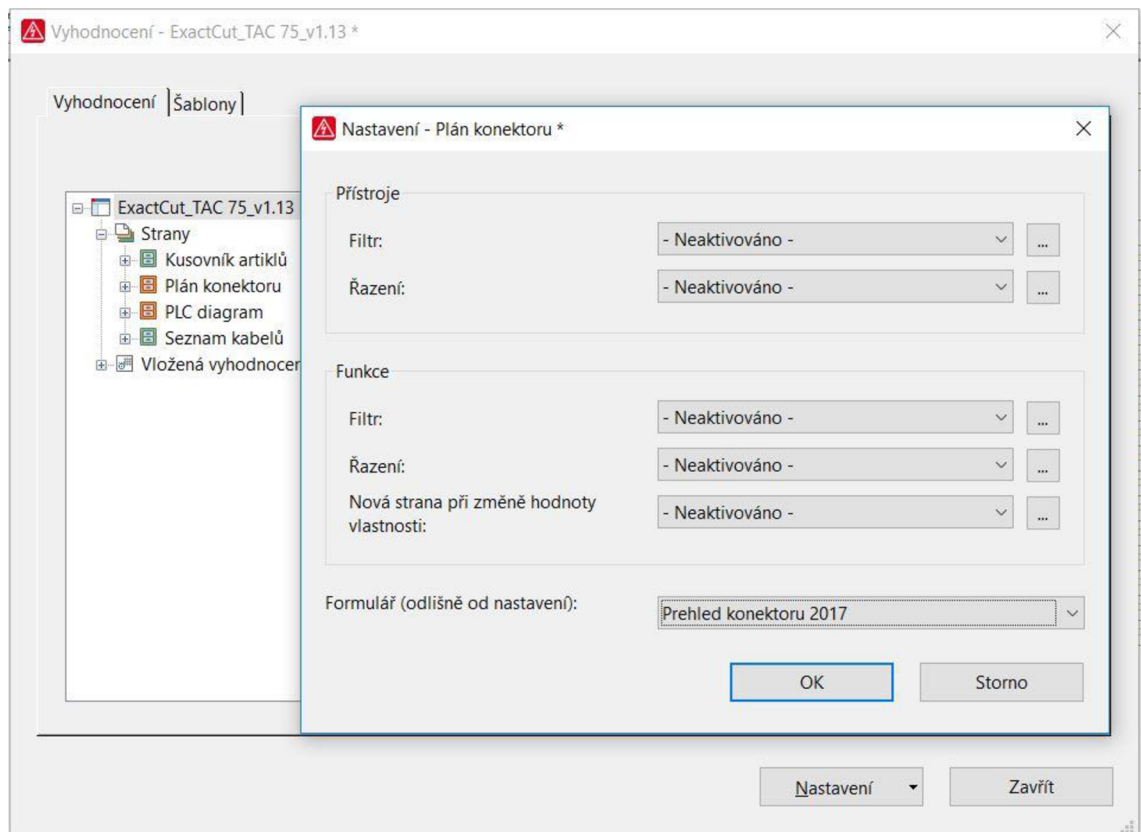 Vyhodnocení - ExactCut_TAC 75_v1.13 *
Vyhodnocení
Šablony
ExactCut_TAC 75_v1.13
Strany
Kusovník artiklů
Plán konektoru
PLC diagram
Seznam kabelů
Vložená vyhodnocen
Nastavení - Plán konektoru *
Přístroje
Filtr:
- Neaktivováno -
...
Řazení:
- Neaktivováno -
...
Funkce
Filtr:
- Neaktivováno -
...
Řazení:
- Neaktivováno -
...
Nová strana při změně hodnoty
vlastnosti:
- Neaktivováno -
...
Formulář (odlišně od nastavení):
Prehled konektoru 2017
OK
Storno
Nastavení
Zavřít